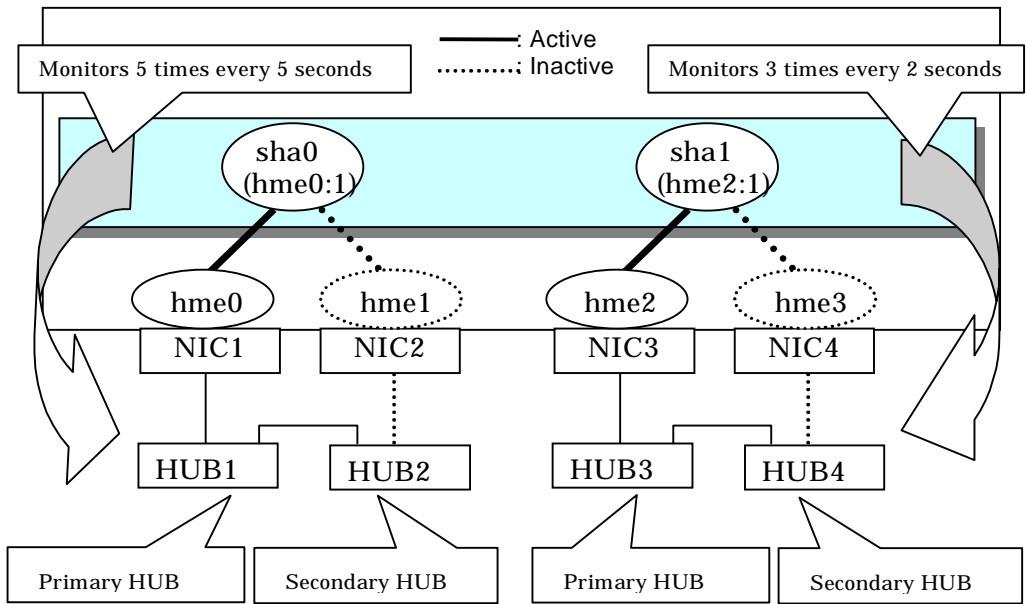 : Active
Monitors 5 times every 5 seconds
: Inactive
Monitors 3 times every 2 seconds
sha0
(hme0:1)
sha1
(hme2:1)
hme0
hme1
hme2
hme3
NIC1
NIC2
NIC3
NIC4
HUB1
HUB2
HUB3
HUB4
Primary HUB
Secondary HUB
Primary HUB
Secondary HUB